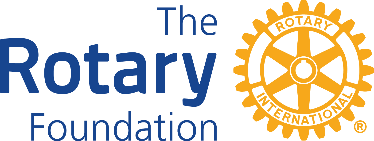 The
Rotary
Foundation
ROTARY
INTERNATIONAL
®